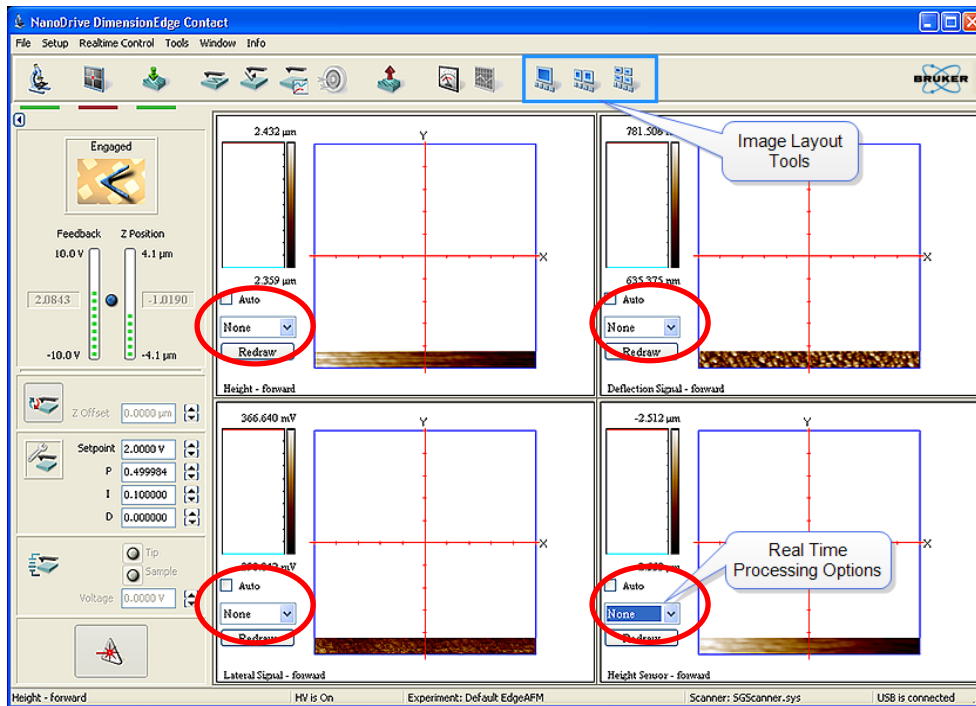 NanoDrive DimensionEdge Contact
File Setup Realtime Control Tools Window Info
BRUKER
Image Layout
Tools
Engaged
Feedback Z Position
10.0 V 4.1 µm
2.0843 -1.0190
-10.0 V -4.1 µm
Z Offset 0.0000 µm
Setpoint 2.0000 V
P 0.499984
I 0.100000
D 0.000000
Tip
Sample
Voltage 0.0000 V
2.432 µm
Y
X
2.359 µm
Auto
None
Redraw
Height - forward
781.508
Y
X
635.375 nm
Auto
None
Redraw
Deflection Signal - forward
366.640 mV
Y
X
Auto
None
Redraw
Lateral Signal - forward
-2.512 µm
Y
X
Auto
None
Redraw
Height Sensor - forward
Real Time
Processing Options
Height - forward HV is On Experiment: Default EdgeAFM Scanner: SGScanner.sys USB is connected